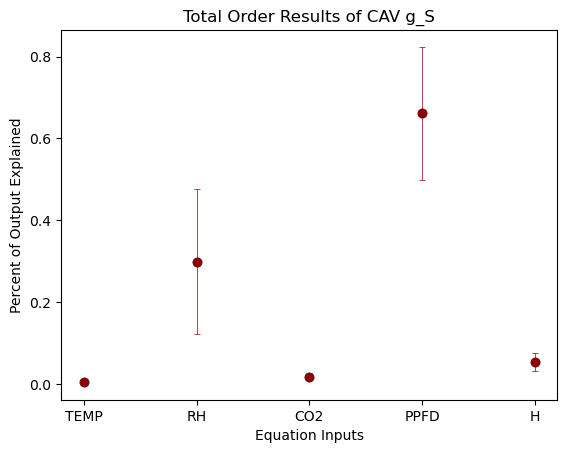 Total Order Results of CAV g_S
Percent of Output Explained
0.8
0.6
0.4
0.2
0.0
TEMP RH CO2 PPFD H
Equation Inputs